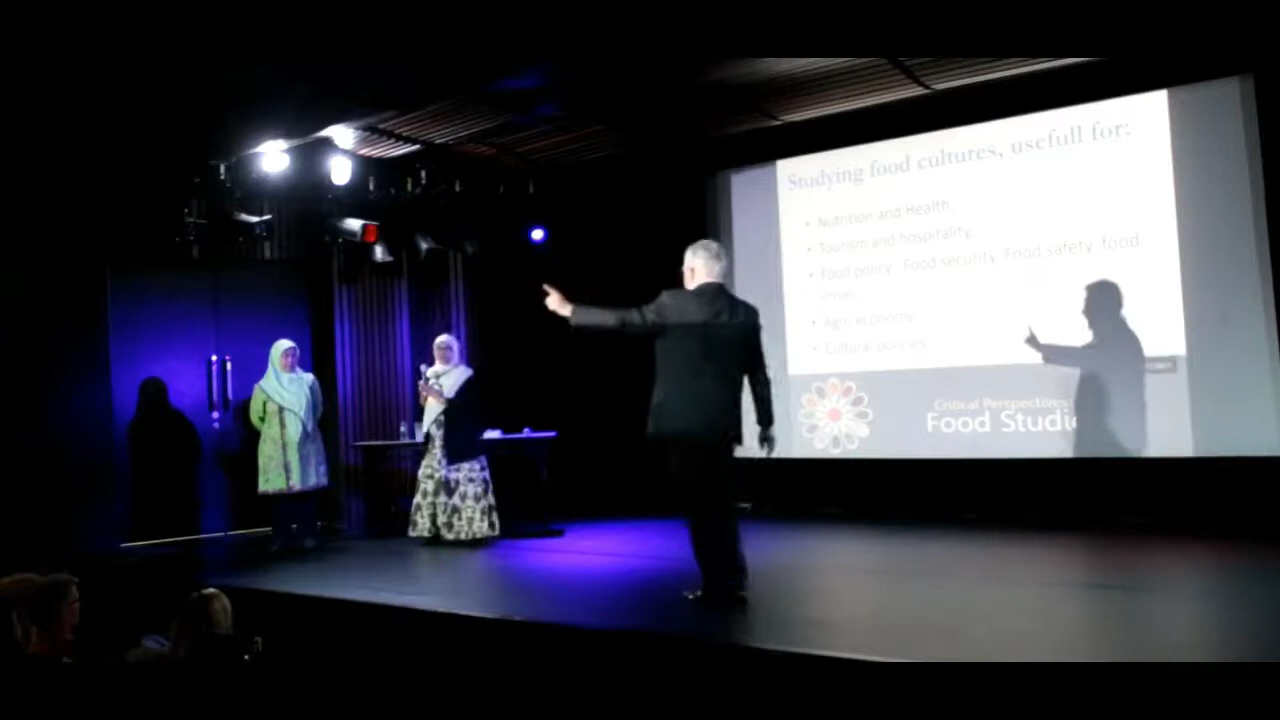 Studying food cultures, usefull for:
• Nutrition and Health,
• Tourism and hospitality,
• Food policy: Food security, Food safety, food
• Agri economy
• Cultural policies
Critical Perspectives
Food Studi